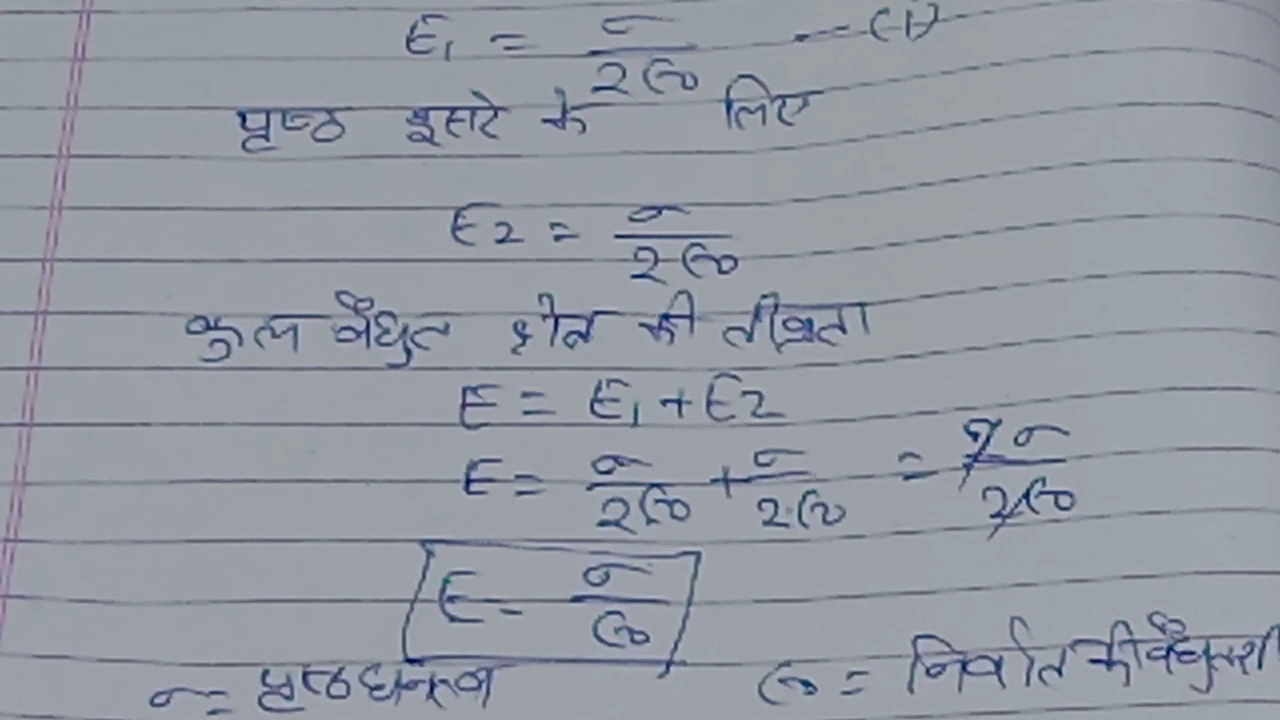 E₁ = σ/2ϵ₀ --(1)
पृष्ठ दूसरे के लिए
E2 = σ/2ϵ₀
कुल वैधुत क्षेत्र की तीव्रता
E = E₁ + E2
E = σ/2ϵ₀ + σ/2ϵ₀ = 2σ/2ϵ₀
E = σ/ϵ₀
σ = पृष्ठ घनत्व ϵ₀ = निर्वात की वैधुतशी